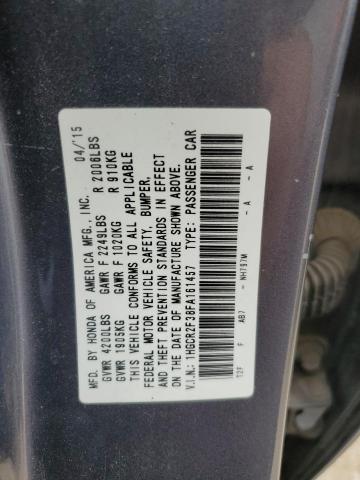 MFD. BY HONDA OF AMERICA MFG., INC. 04/'15
GVWR 4200LBS GAWR F 2249LBS R 2006LBS
GVWR 1905KG GAWR F 1020KG R 910KG
THIS VEHICLE CONFORMS TO ALL APPLICABLE
FEDERAL MOTOR VEHICLE SAFETY, BUMPER,
AND THEFT PREVENTION STANDARDS IN EFFECT
ON THE DATE OF MANUFACTURE SHOWN ABOVE.
V.I.N.: 1HGCR2F38FA161457 TYPE: PASSENGER CAR
T2F F AB7 - NH797M - A - A